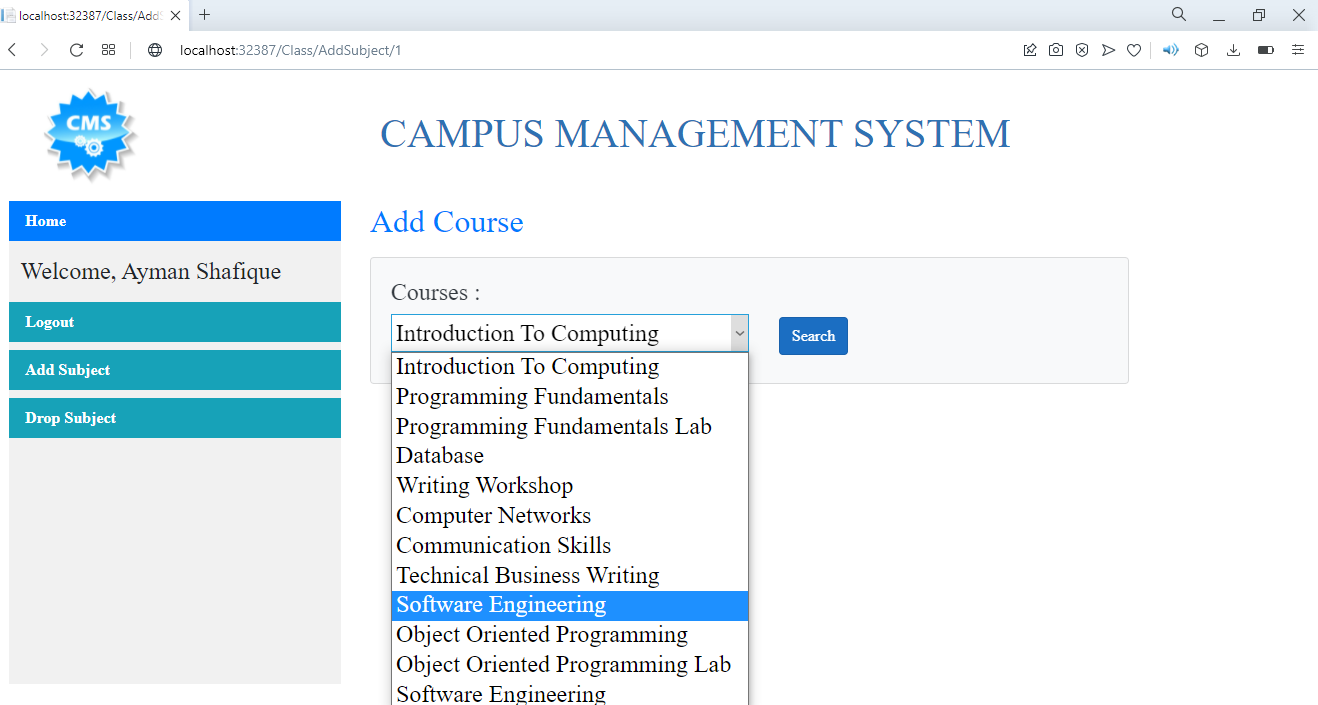 localhost:32387/Class/AddS
localhost:32387/Class/AddSubject/1
CMS
CAMPUS MANAGEMENT SYSTEM
Home
Welcome, Ayman Shafique
Logout
Add Subject
Drop Subject
Add Course
Courses :
Introduction To Computing
Search
Introduction To Computing
Programming Fundamentals
Programming Fundamentals Lab
Database
Writing Workshop
Computer Networks
Communication Skills
Technical Business Writing
Software Engineering
Object Oriented Programming
Object Oriented Programming Lab
Software Engineering